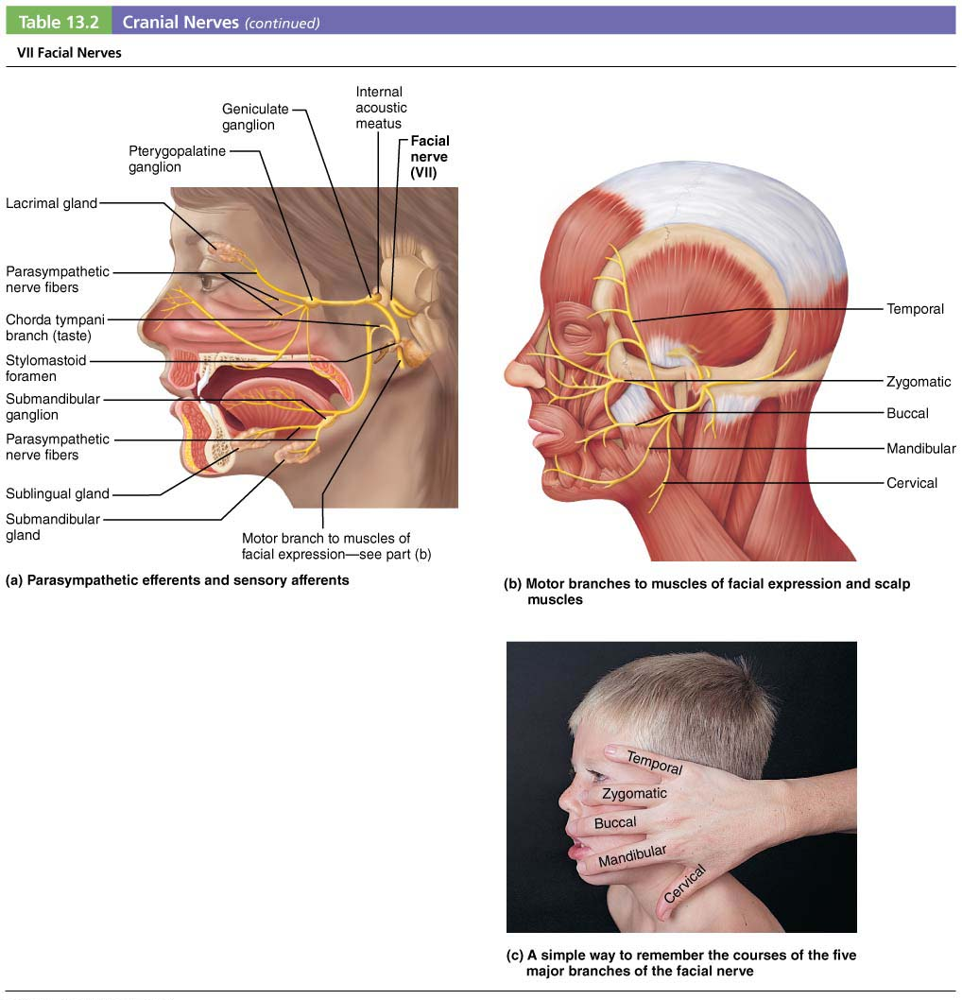 Table 13.2 Cranial Nerves (continued)
VII Facial Nerves
Geniculate
ganglion
Internal
acoustic
meatus
Facial
nerve
(VII)
Pterygopalatine
ganglion
Lacrimal gland
Parasympathetic
nerve fibers
Chorda tympani
branch (taste)
Stylomastoid
foramen
Submandibular
ganglion
Parasympathetic
nerve fibers
Sublingual gland
Submandibular
gland
Motor branch to muscles of
facial expression—see part (b)
(a) Parasympathetic efferents and sensory afferents
Temporal
Zygomatic
Buccal
Mandibular
Cervical
(b) Motor branches to muscles of facial expression and scalp
muscles
Temporal
Zygomatic
Buccal
Mandibular
Cervical
(c) A simple way to remember the courses of the five
major branches of the facial nerve